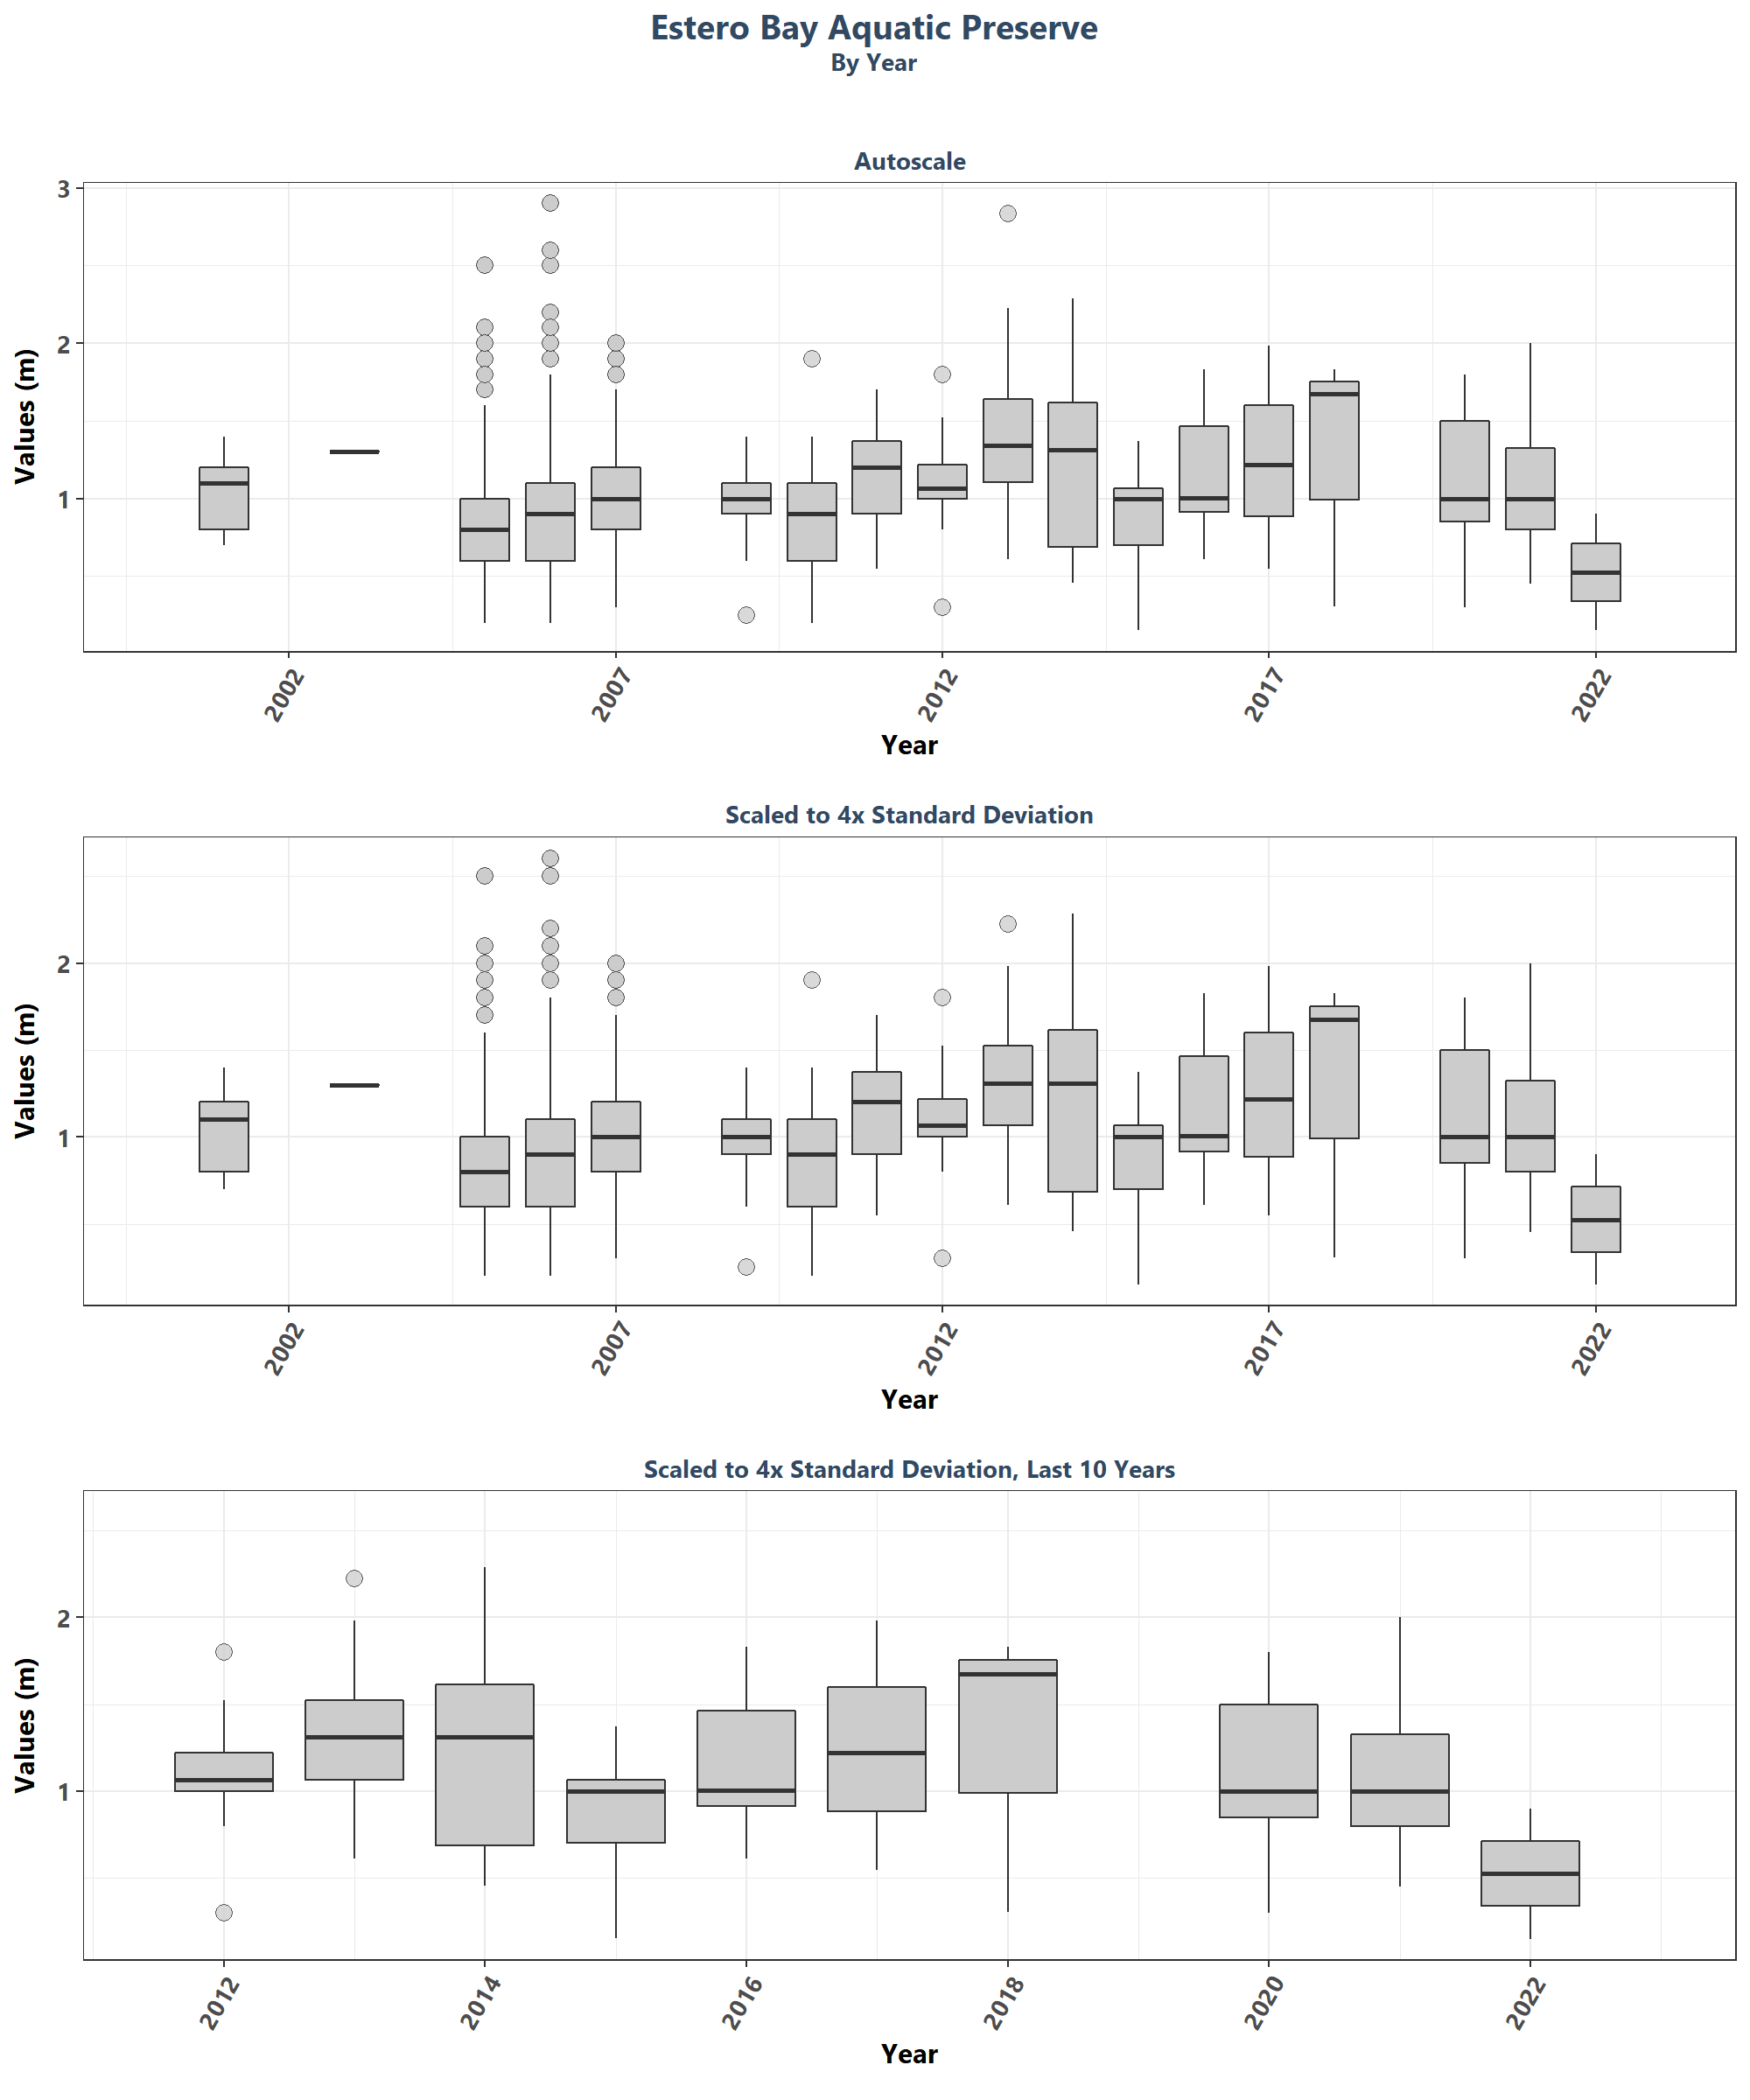 Estero Bay Aquatic Preserve
By Year
Autoscale
Values (m)
3
2
1
2002 2007 2012 2017 2022
Year
Scaled to 4x Standard Deviation
Values (m)
2
1
2002 2007 2012 2017 2022
Year
Scaled to 4x Standard Deviation, Last 10 Years
Values (m)
2
1
2012 2014 2016 2018 2020 2022
Year